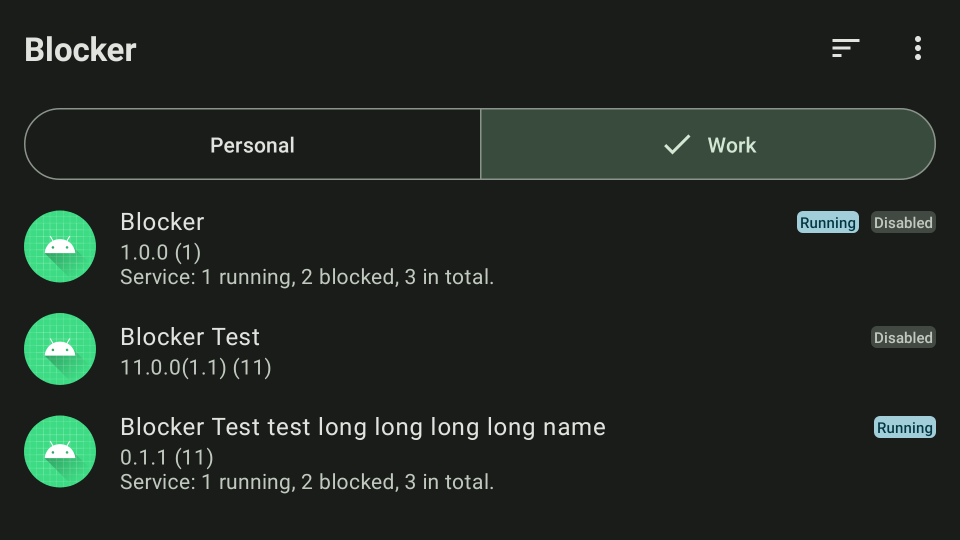 Blocker
Personal
Work
Blocker
Running
Disabled
1.0.0 (1)
Service: 1 running, 2 blocked, 3 in total.
Blocker Test
Disabled
11.0.0(1.1) (11)
Blocker Test test long long long long name
Running
0.1.1 (11)
Service: 1 running, 2 blocked, 3 in total.